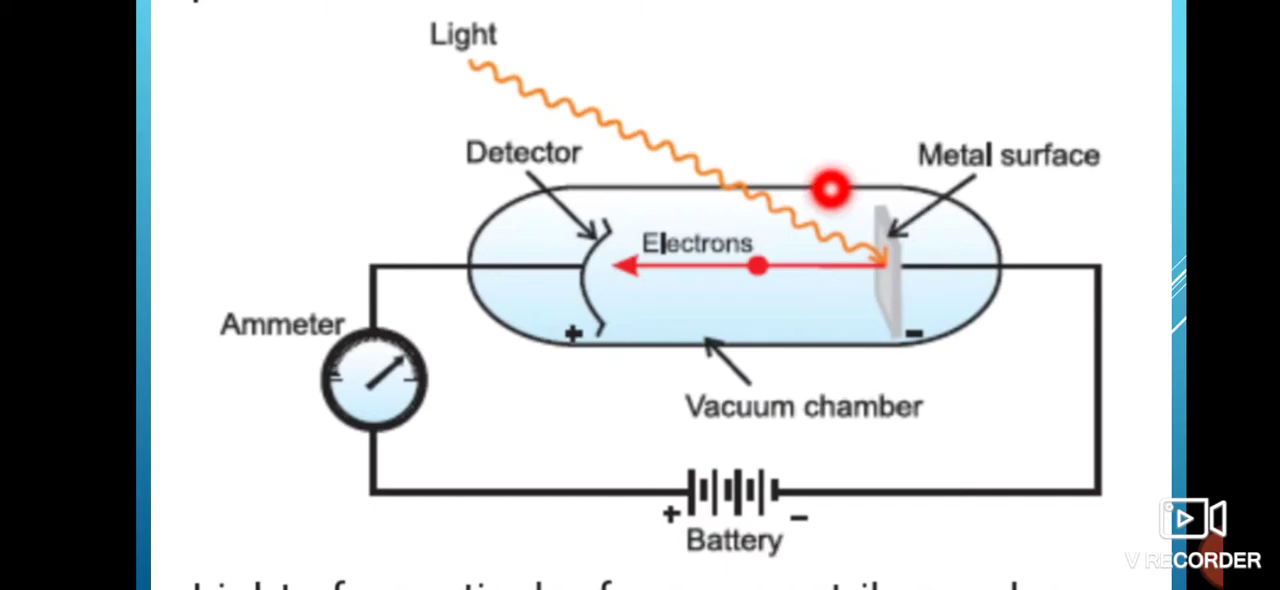 Light
Detector
Metal surface
Electrons
+
-
Ammeter
Vacuum chamber
+
-
Battery
V RECORDER